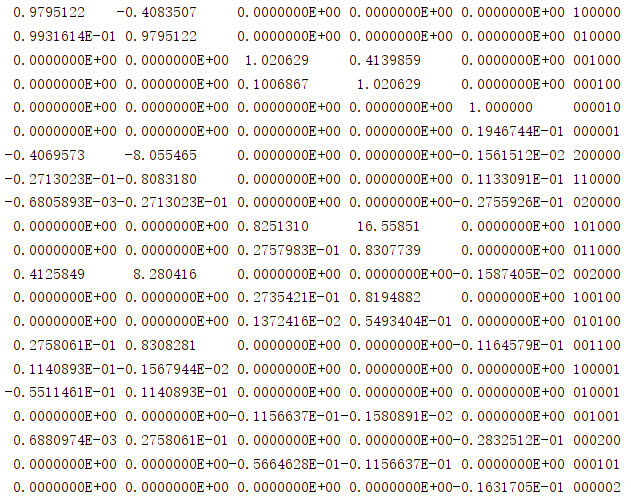 0.9795122 -0.4083507 0.0000000E+00 0.0000000E+00 0.0000000E+00 100000
0.9931614E-01 0.9795122 0.0000000E+00 0.0000000E+00 0.0000000E+00 010000
0.0000000E+00 0.0000000E+00 1.020629 0.4139859 0.0000000E+00 001000
0.0000000E+00 0.0000000E+00 0.1006867 1.020629 0.0000000E+00 000100
0.0000000E+00 0.0000000E+00 0.0000000E+00 0.0000000E+00 1.000000 000010
0.0000000E+00 0.0000000E+00 0.0000000E+00 0.0000000E+00 0.1946744E-01 000001
-0.4069573 -8.055465 0.0000000E+00 0.0000000E+00-0.1561512E-02 200000
-0.2713023E-01-0.8083180 0.0000000E+00 0.0000000E+00 0.1133091E-01 110000
-0.6805893E-03-0.2713023E-01 0.0000000E+00 0.0000000E+00-0.2755926E-01 020000
0.0000000E+00 0.0000000E+00 0.8251310 16.55851 0.0000000E+00 101000
0.0000000E+00 0.0000000E+00 0.2757983E-01 0.8307739 0.0000000E+00 011000
0.4125849 8.280416 0.0000000E+00 0.0000000E+00-0.1587405E-02 002000
0.0000000E+00 0.0000000E+00 0.2735421E-01 0.8194882 0.0000000E+00 100100
0.0000000E+00 0.0000000E+00 0.1372416E-02 0.5493404E-01 0.0000000E+00 010100
0.2758061E-01 0.8308281 0.0000000E+00 0.0000000E+00-0.1164579E-01 001100
0.1140893E-01-0.1567944E-02 0.0000000E+00 0.0000000E+00 0.0000000E+00 100001
-0.5511461E-01 0.1140893E-01 0.0000000E+00 0.0000000E+00 0.0000000E+00 010001
0.0000000E+00 0.0000000E+00-0.1156637E-01-0.1580891E-02 0.0000000E+00 001001
0.6880974E-03 0.2758061E-01 0.0000000E+00 0.0000000E+00-0.2832512E-01 000200
0.0000000E+00 0.0000000E+00-0.5664628E-01-0.1156637E-01 0.0000000E+00 000101
0.0000000E+00 0.0000000E+00 0.0000000E+00 0.0000000E+00-0.1631705E-01 000002